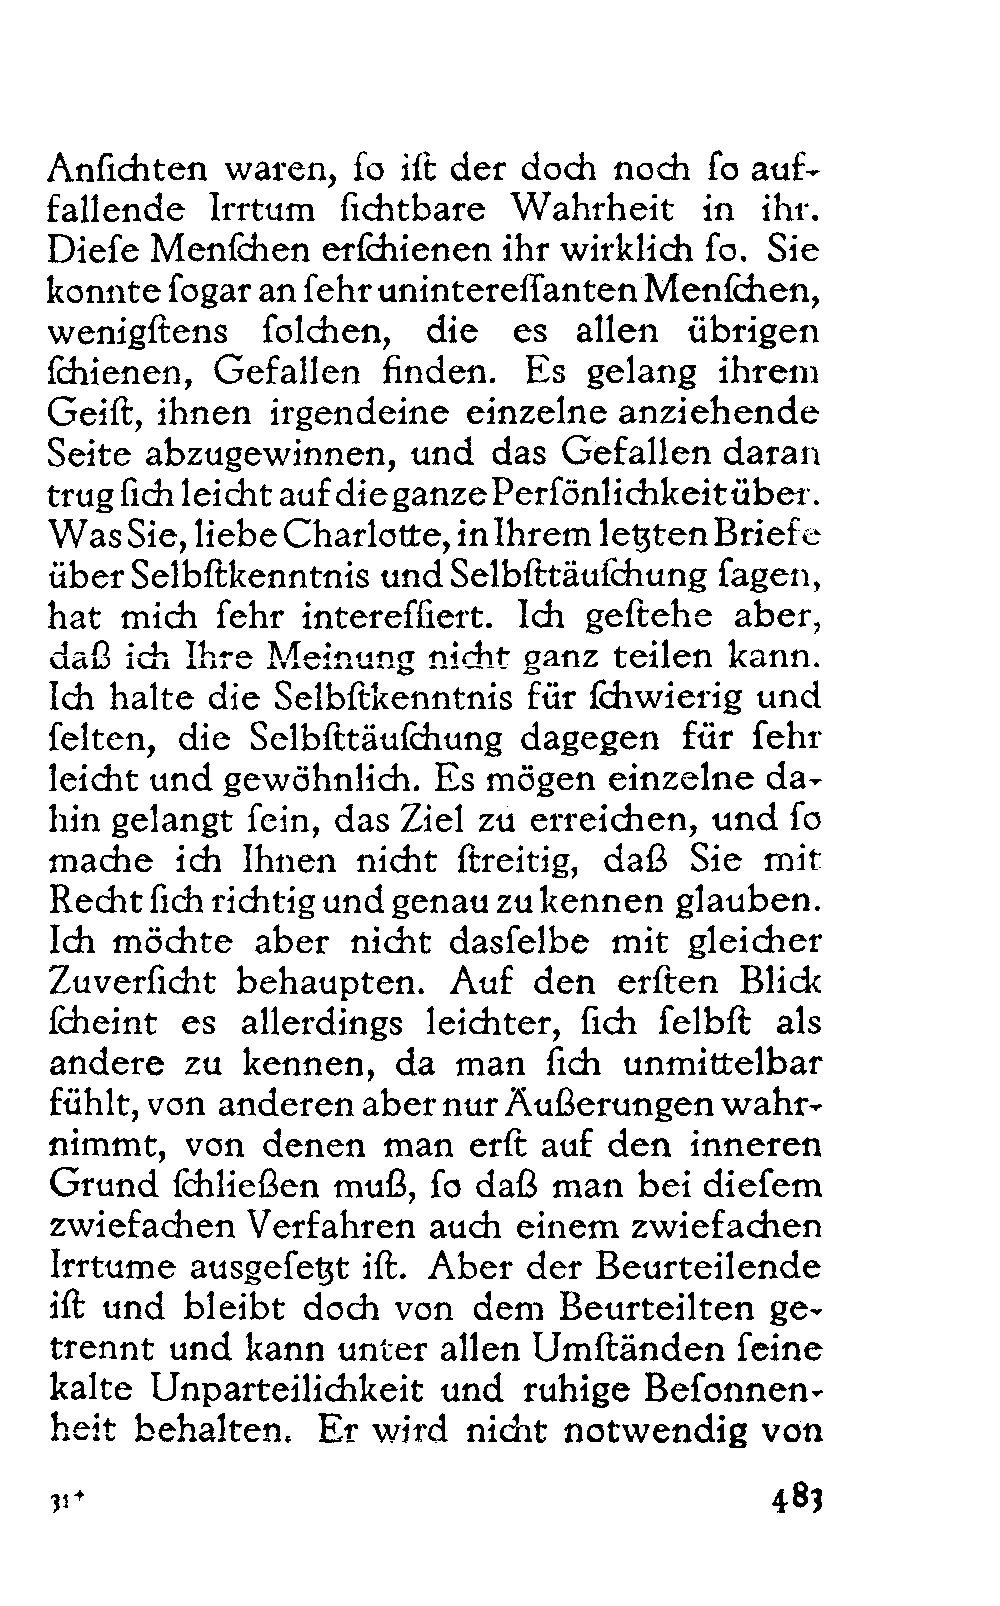 Anſichten waren, ſo iſt der doch noch ſo auf-
fallende Irrtum ſichtbare Wahrheit in ihr.
Dieſe Menſchen erſchienen ihr wirklich ſo. Sie
konnte ſogar an ſehr unintereſſanten Menſchen,
wenigſtens ſolchen, die es allen übrigen
ſchienen, Gefallen finden. Es gelang ihrem
Geiſt, ihnen irgendeine einzelne anziehende
Seite abzugewinnen, und das Gefallen daran
trug ſich leicht auf die ganze Perſönlichkeit über.
Was Sie, liebe Charlotte, in Ihrem letzten Briefe
über Selbſtkenntnis und Selbſttäuſchung ſagen,
hat mich ſehr intereſſiert. Ich geſtehe aber,
daß ich Ihre Meinung nicht ganz teilen kann.
Ich halte die Selbſtkenntnis für ſchwierig und
ſelten, die Selbſttäuſchung dagegen für ſehr
leicht und gewöhnlich. Es mögen einzelne da-
hin gelangt ſein, das Ziel zu erreichen, und ſo
mache ich Ihnen nicht ſtreitig, daß Sie mit
Recht ſich richtig und genau zu kennen glauben.
Ich möchte aber nicht dasſelbe mit gleicher
Zuverſicht behaupten. Auf den erſten Blick
ſcheint es allerdings leichter, ſich ſelbſt als
andere zu kennen, da man ſich unmittelbar
fühlt, von anderen aber nur Äußerungen wahr-
nimmt, von denen man erſt auf den inneren
Grund ſchließen muß, ſo daß man bei dieſem
zwiefachen Verfahren auch einem zwiefachen
Irrtume ausgeſetzt iſt. Aber der Beurteilende
iſt und bleibt doch von dem Beurteilten ge-
trennt und kann unter allen Umſtänden ſeine
kalte Unparteilichkeit und ruhige Beſonnen-
heit behalten. Er wird nicht notwendig von
31+ 483